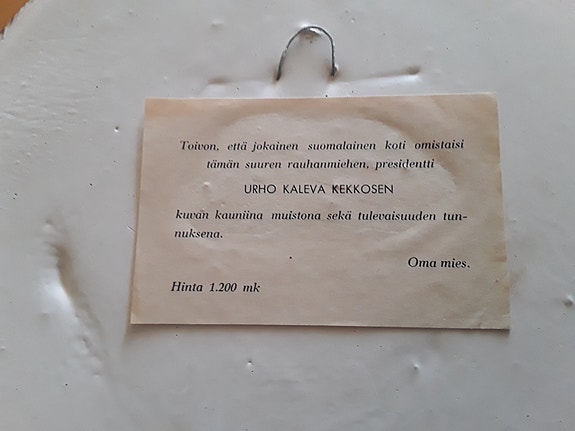 Toivon, että jokainen suomalainen koti omistaisi
tämän suuren rauhanmiehen, presidentti
URHO KALEVA KEKKOSEN
kuvan kauniina muistona sekä tulevaisuuden tun-
nuksena.
Oma mies.
Hinta 1.200 mk